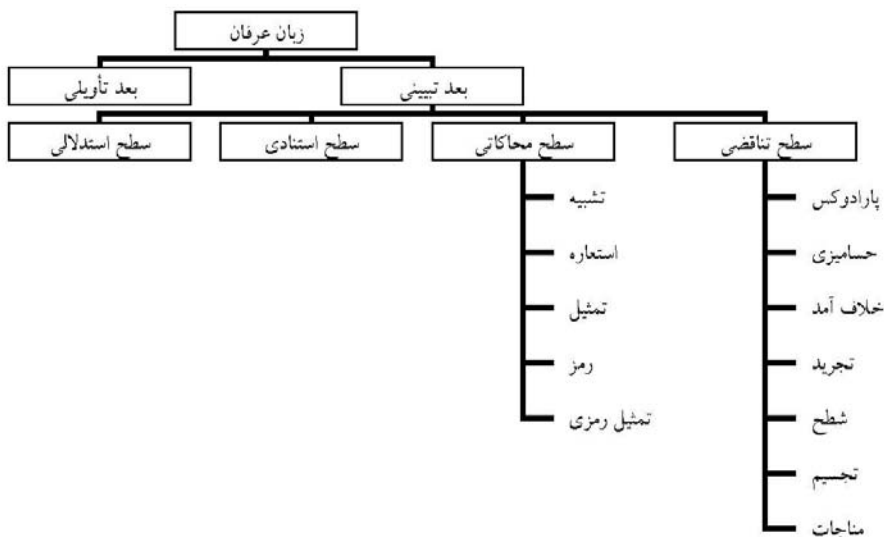 زبان عرفان
بعد تبیینی
بعد تأویلی
سطح تناقضی
سطح محاکاتی
سطح استنادی
سطح استدلالی
پارادوکس
حسامیزی
خلاف آمد
تجرید
شطح
تجسیم
مناجات
تشبیه
استعاره
تمثیل
رمز
تمثیل رمزی